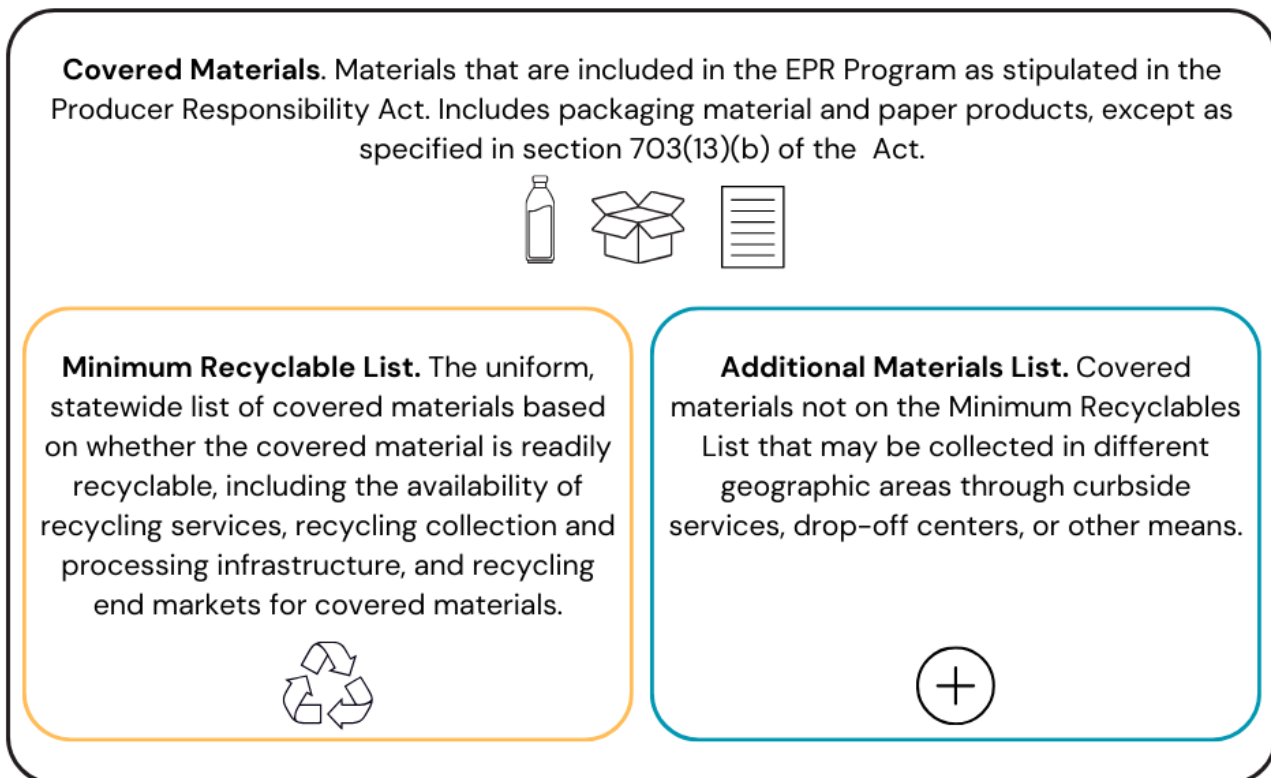 Covered Materials. Materials that are included in the EPR Program as stipulated in the
Producer Responsibility Act. Includes packaging material and paper products, except as
specified in section 703(13)(b) of the Act.
Minimum Recyclable List. The uniform,
statewide list of covered materials based
on whether the covered material is readily
recyclable, including the availability of
recycling services, recycling collection and
processing infrastructure, and recycling
end markets for covered materials.
Additional Materials List. Covered
materials not on the Minimum Recyclables
List that may be collected in different
geographic areas through curbside
services, drop-off centers, or other means.